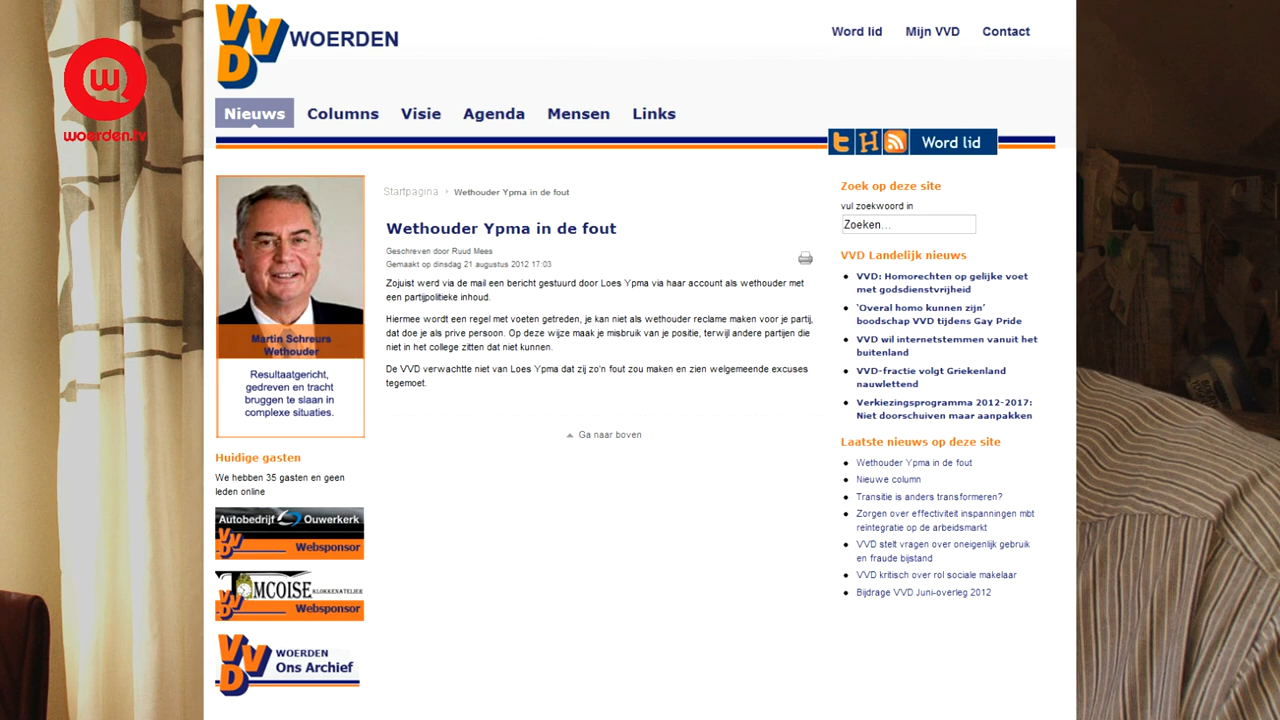 VVD WOERDEN
Word lid
Mijn VVD
Contact
woerden.tv
Nieuws
Columns
Visie
Agenda
Mensen
Links
Word lid
Martin Schreurs
Wethouder
Resultaatgericht,
gedreven en tracht
bruggen te slaan in
complexe situaties.
Huidige gasten
We hebben 35 gasten en geen
leden online
Autobedrijf Ouwerkerk
VVD
Websponsor
TOMCOISE KLOKKENATELIER
VVD
Websponsor
VVD
WOERDEN
Ons Archief
Startpagina
Wethouder Ypma in de fout
Wethouder Ypma in de fout
Geschreven door Ruud Mees
Gemaakt op dinsdag 21 augustus 2012 17:03
Zojuist werd via de mail een bericht gestuurd door Loes Ypma via haar account als wethouder met
een partijpolitieke inhoud.
Hiermee wordt een regel met voeten getreden, je kan niet als wethouder reclame maken voor je partij,
dat doe je als prive persoon. Op deze wijze maak je misbruik van je positie, terwijl andere partijen die
niet in het college zitten dat niet kunnen.
De VVD verwachtte niet van Loes Ypma dat zij zo'n fout zou maken en zien welgemeende excuses
tegemoet.
Ga naar boven
Zoek op deze site
vul zoekwoord in
Zoeken...
VVD Landelijk nieuws
VVD: Homorechten op gelijke voet
met godsdienstvrijheid
‘Overal homo kunnen zijn’
boodschap VVD tijdens Gay Pride
VVD wil internetstemmen vanuit het
buitenland
VVD-fractie volgt Griekenland
nauwlettend
Verkiezingsprogramma 2012-2017:
Niet doorschuiven maar aanpakken
Laatste nieuws op deze site
Wethouder Ypma in de fout
Nieuwe column
Transitie is anders transformeren?
Zorgen over effectiviteit inspanningen mbt
reintegratie op de arbeidsmarkt
VVD stelt vragen over oneigenlijk gebruik
en fraude bijstand
VVD kritisch over rol sociale makelaar
Bijdrage VVD Juni-overleg 2012